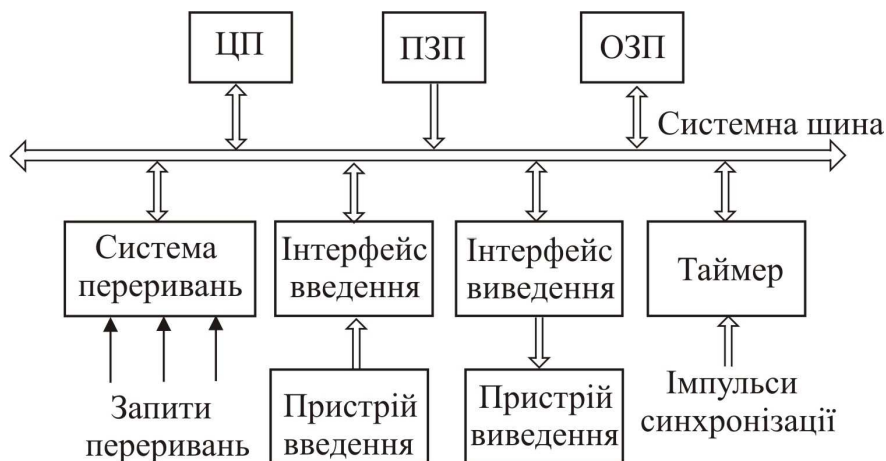 ЦП
ПЗП
ОЗП
Системна шина
Система
переривань
Інтерфейс
введення
Інтерфейс
виведення
Таймер
Запити
переривань
Пристрій
введення
Пристрій
виведення
Імпульси
синхронізації